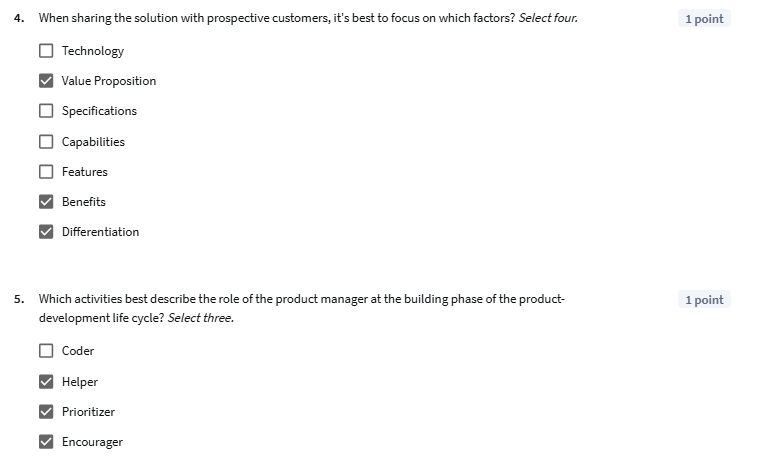 4. When sharing the solution with prospective customers, it's best to focus on which factors? Select four.
1 point
Technology
Value Proposition
Specifications
Capabilities
Features
Benefits
Differentiation
5. Which activities best describe the role of the product manager at the building phase of the product-
1 point
development life cycle? Select three.
Coder
Helper
Prioritizer
Encourager